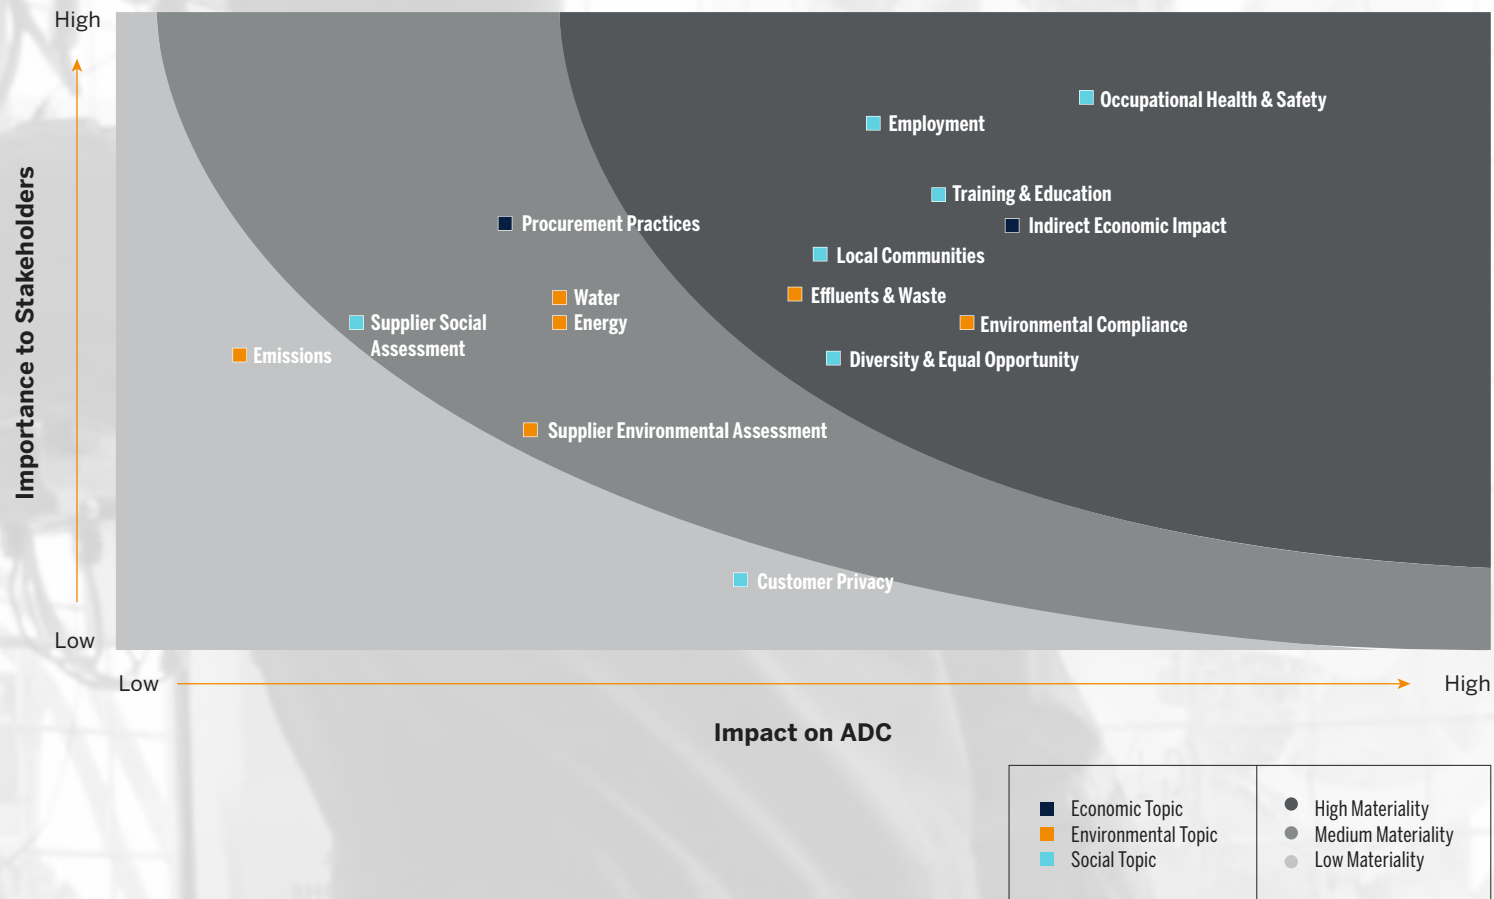 High
Occupational Health & Safety
Employment
Training & Education
Procurement Practices
Indirect Economic Impact
Local Communities
Effluents & Waste
Water
Supplier Social
Assessment
Energy
Environmental Compliance
Emissions
Diversity & Equal Opportunity
Supplier Environmental Assessment
Customer Privacy
Importance to Stakeholders
Low
Low
High
Impact on ADC
Economic Topic
Environmental Topic
Social Topic
High Materiality
Medium Materiality
Low Materiality